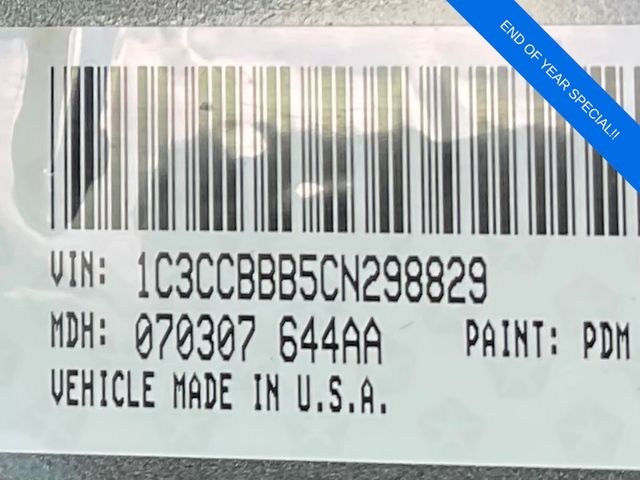 END OF YEAR SPECIAL!!
VIN: 1C3CCBBB5CN298829
MDH: 070307 644AA PAINT: PDM
VEHICLE MADE IN U.S.A.